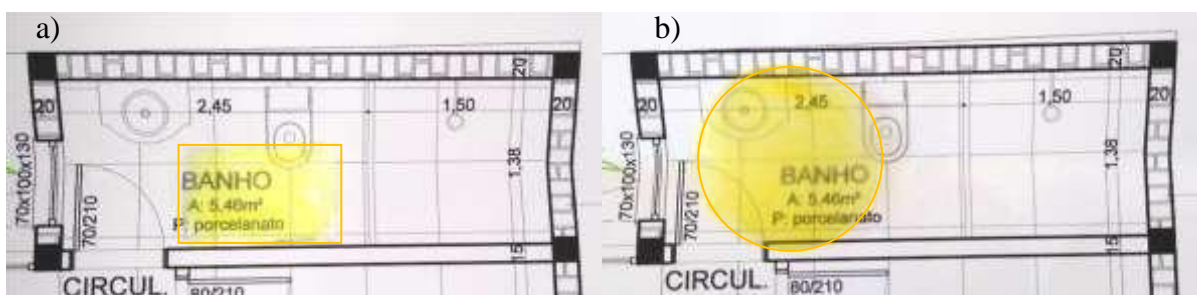 a)
20
20
2,45
1,50
20
70x100x130
BANHO
1,38
A: 5,46m²
P: porcelanato
70/210
15
CIRCUL.
80/210
b)
20
20
2,45
1,50
20
70x100x130
BANHO
1,38
A: 5,46m²
P: porcelanato
70/210
15
CIRCUL.
80/210